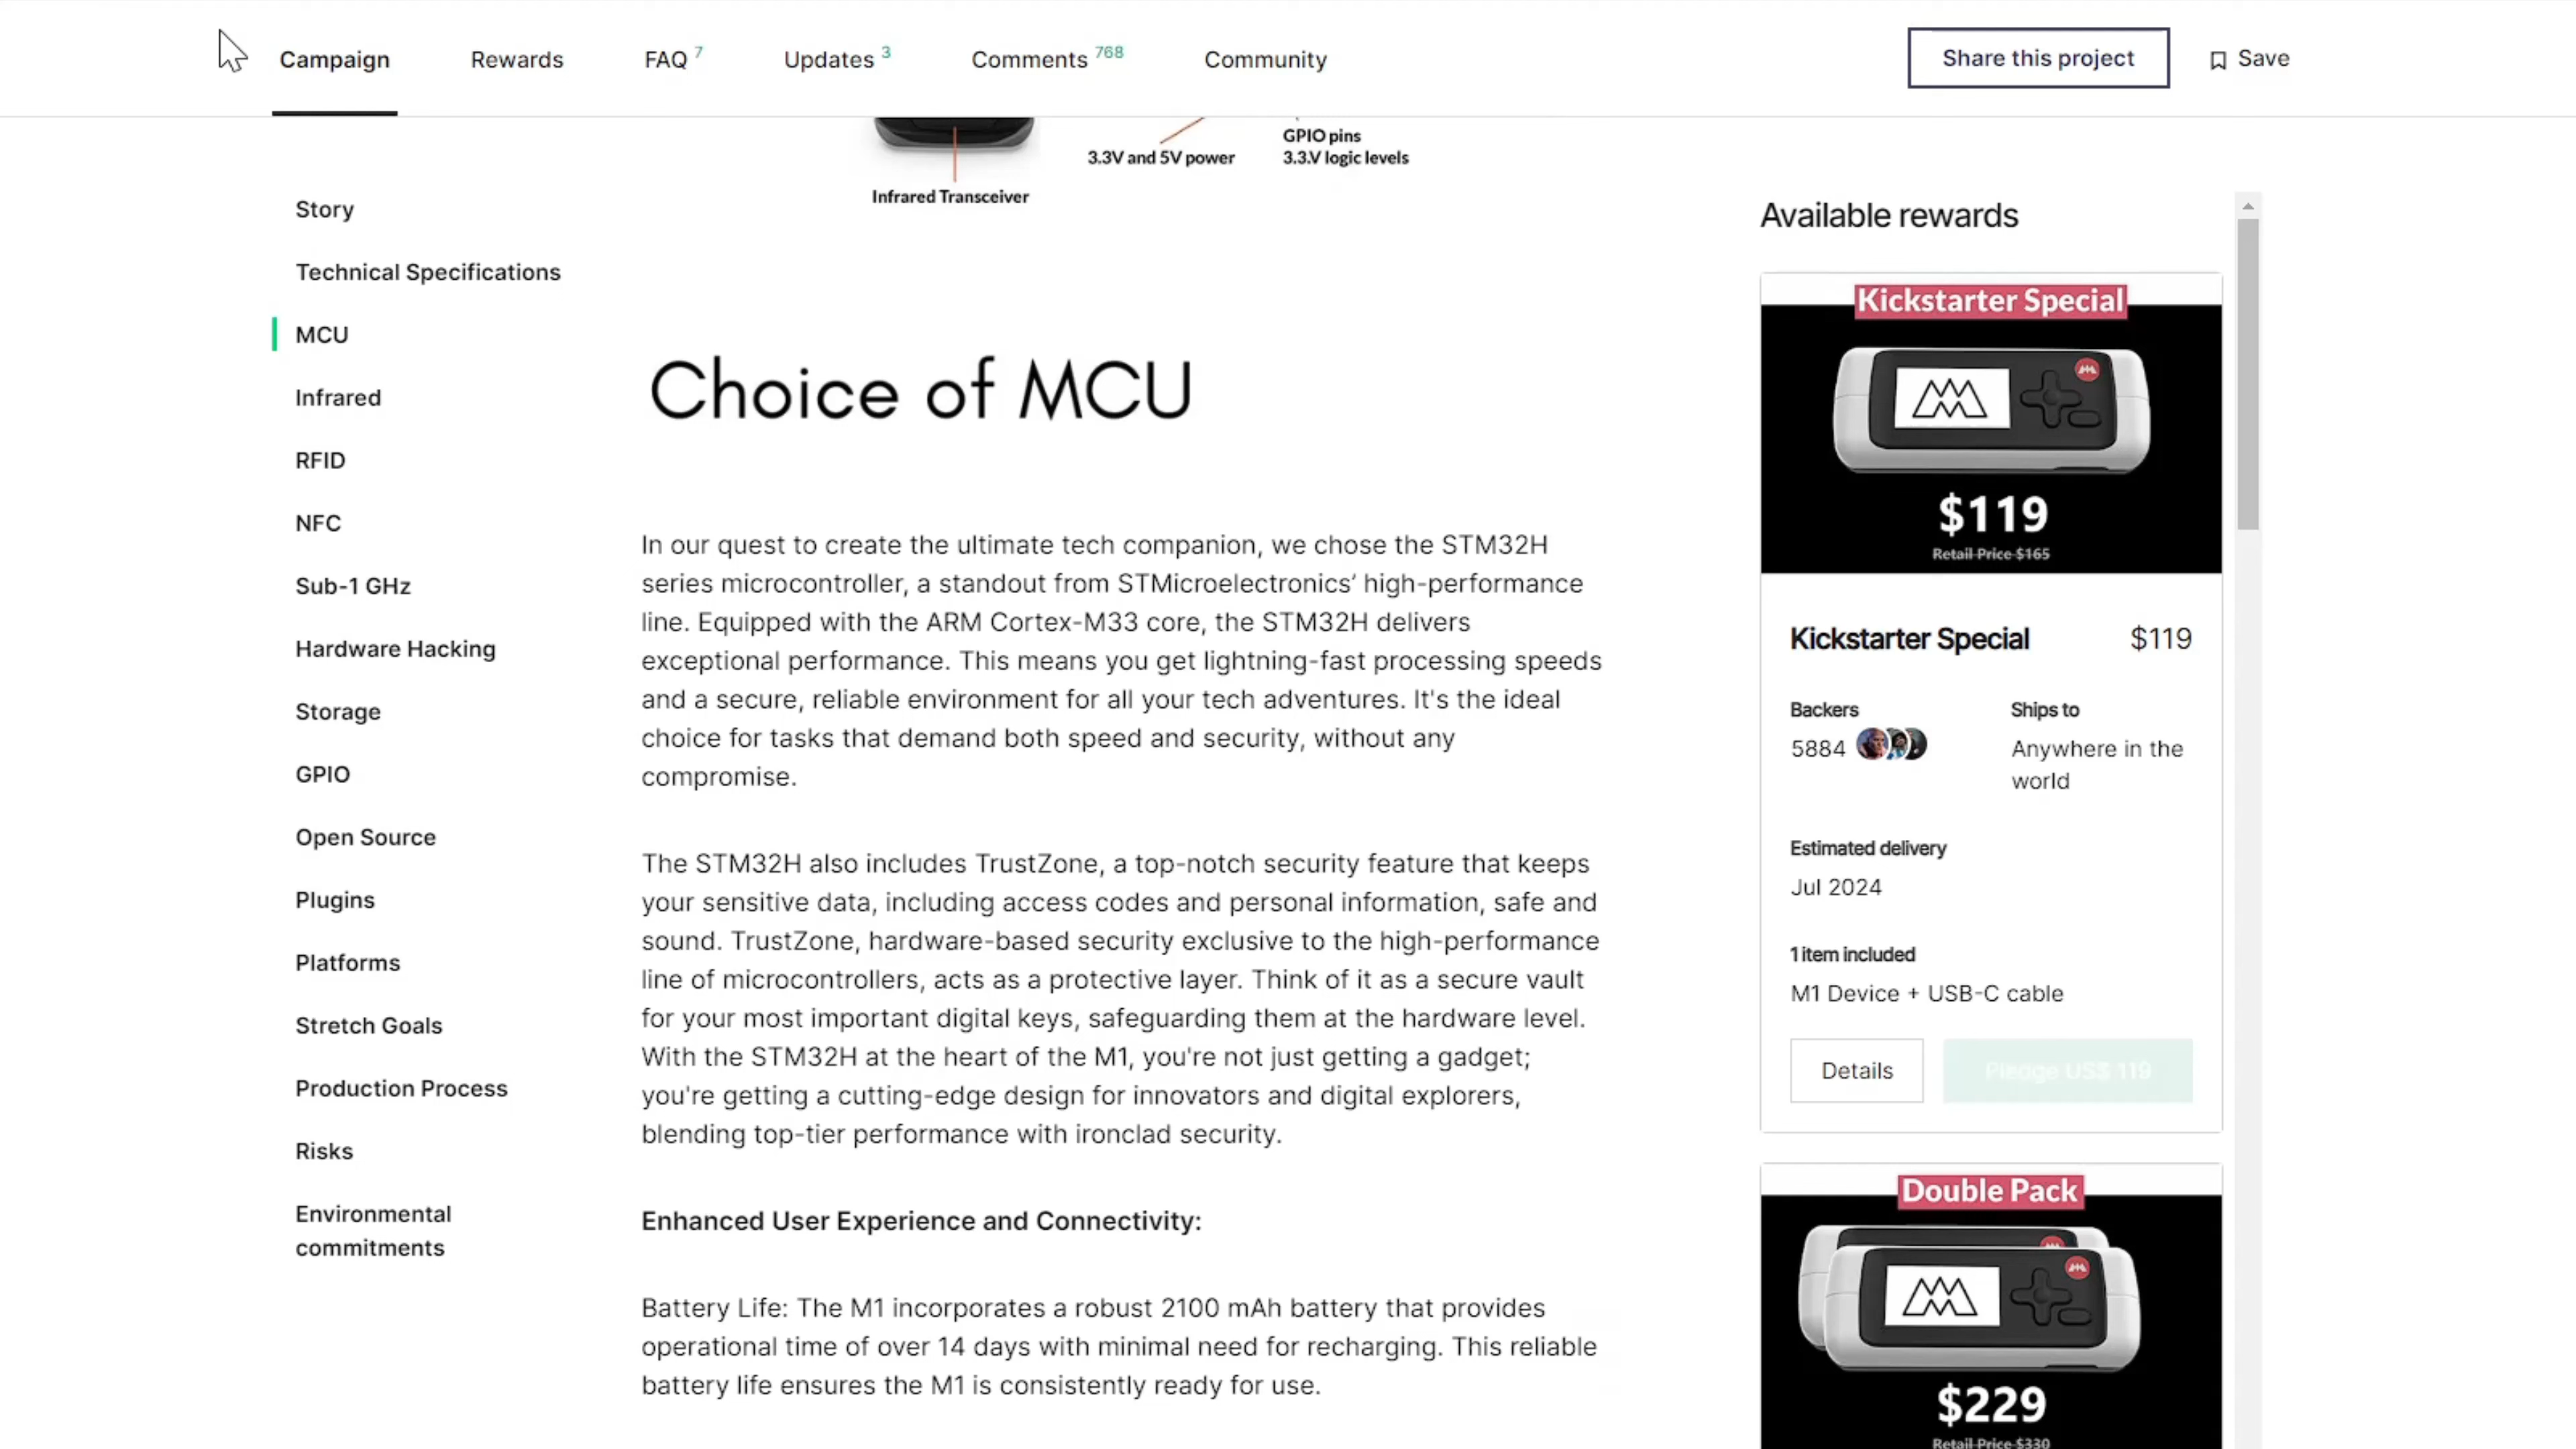 Campaign
Rewards
FAQ 7
Updates 3
Comments 768
Community
Share this project
Save
GPIO pins
3.3V and 5V power
3.3.V logic levels
Infrared Transceiver
Story
Technical Specifications
MCU
Infrared
RFID
NFC
Sub-1 GHz
Hardware Hacking
Storage
GPIO
Open Source
Plugins
Platforms
Stretch Goals
Production Process
Risks
Environmental
commitments
Choice of MCU
In our quest to create the ultimate tech companion, we chose the STM32H
series microcontroller, a standout from STMicroelectronics’ high-performance
line. Equipped with the ARM Cortex-M33 core, the STM32H delivers
exceptional performance. This means you get lightning-fast processing speeds
and a secure, reliable environment for all your tech adventures. It's the ideal
choice for tasks that demand both speed and security, without any
compromise.
The STM32H also includes TrustZone, a top-notch security feature that keeps
your sensitive data, including access codes and personal information, safe and
sound. TrustZone, hardware-based security exclusive to the high-performance
line of microcontrollers, acts as a protective layer. Think of it as a secure vault
for your most important digital keys, safeguarding them at the hardware level.
With the STM32H at the heart of the M1, you're not just getting a gadget;
you're getting a cutting-edge design for innovators and digital explorers,
blending top-tier performance with ironclad security.
Enhanced User Experience and Connectivity:
Battery Life: The M1 incorporates a robust 2100 mAh battery that provides
operational time of over 14 days with minimal need for recharging. This reliable
battery life ensures the M1 is consistently ready for use.
Available rewards
Kickstarter Special
$119
Retail Price $165
Kickstarter Special
$119
Backers
5884
Ships to
Anywhere in the
world
Estimated delivery
Jul 2024
1 item included
M1 Device + USB-C cable
Details
Pledge US$ 119
Double Pack
$229
Retail Price $330